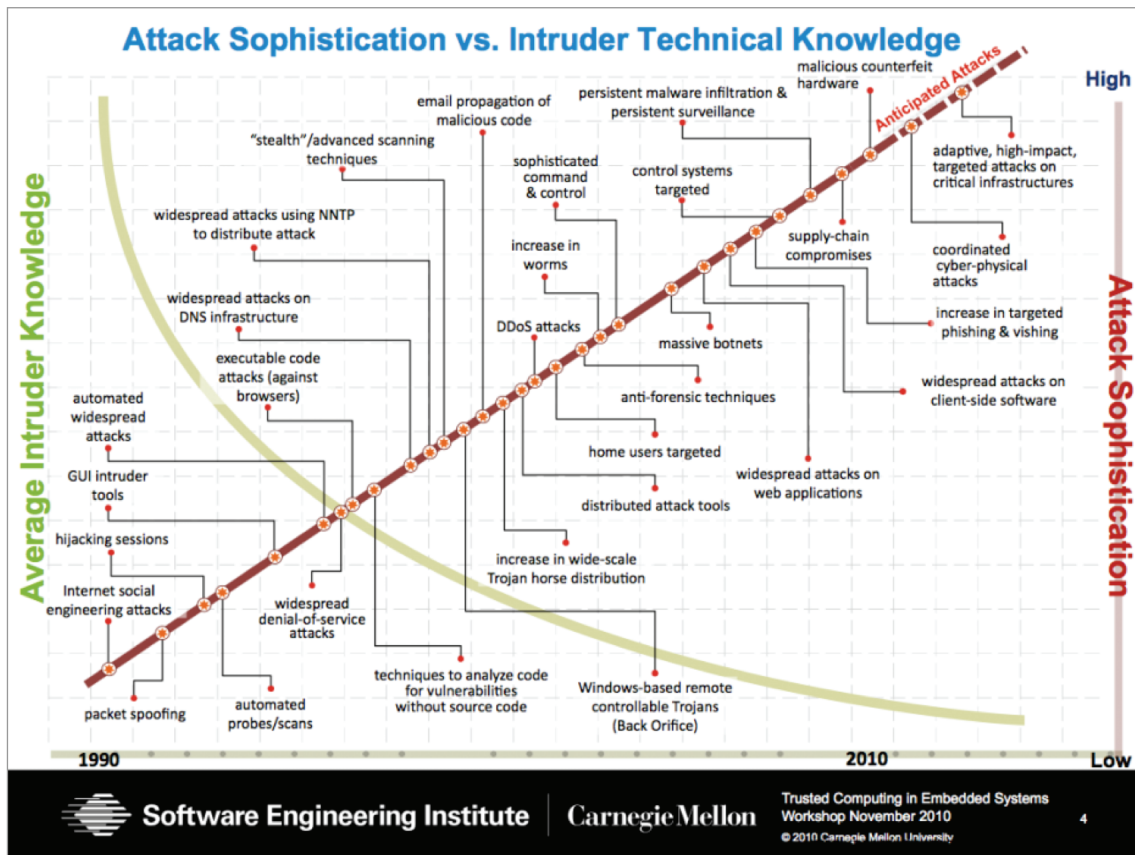 Attack Sophistication vs. Intruder Technical Knowledge
High
Average Intruder Knowledge
Attack Sophistication
Anticipated Attacks
malicious counterfeit
hardware
persistent malware infiltration &
persistent surveillance
email propagation of
malicious code
"stealth"/advanced scanning
techniques
sophisticated
command
& control
control systems
targeted
adaptive, high-impact,
targeted attacks on
critical infrastructures
widespread attacks using NNTP
to distribute attack
increase in
worms
supply-chain
compromises
coordinated
cyber-physical
attacks
widespread attacks on
DNS infrastructure
DDoS attacks
massive botnets
increase in targeted
phishing & vishing
executable code
attacks (against
browsers)
automated
widespread
attacks
anti-forensic techniques
widespread attacks on
client-side software
GUI intruder
tools
home users targeted
widespread attacks on
web applications
distributed attack tools
hijacking sessions
increase in wide-scale
Trojan horse distribution
Internet social
engineering attacks
widespread
denial-of-service
attacks
techniques to analyze code
for vulnerabilities
without source code
Windows-based remote
controllable Trojans
(Back Orifice)
packet spoofing
automated
probes/scans
1990
2010
Low
Software Engineering Institute
Carnegie Mellon
Trusted Computing in Embedded Systems
Workshop November 2010
© 2010 Carnegie Mellon University
4